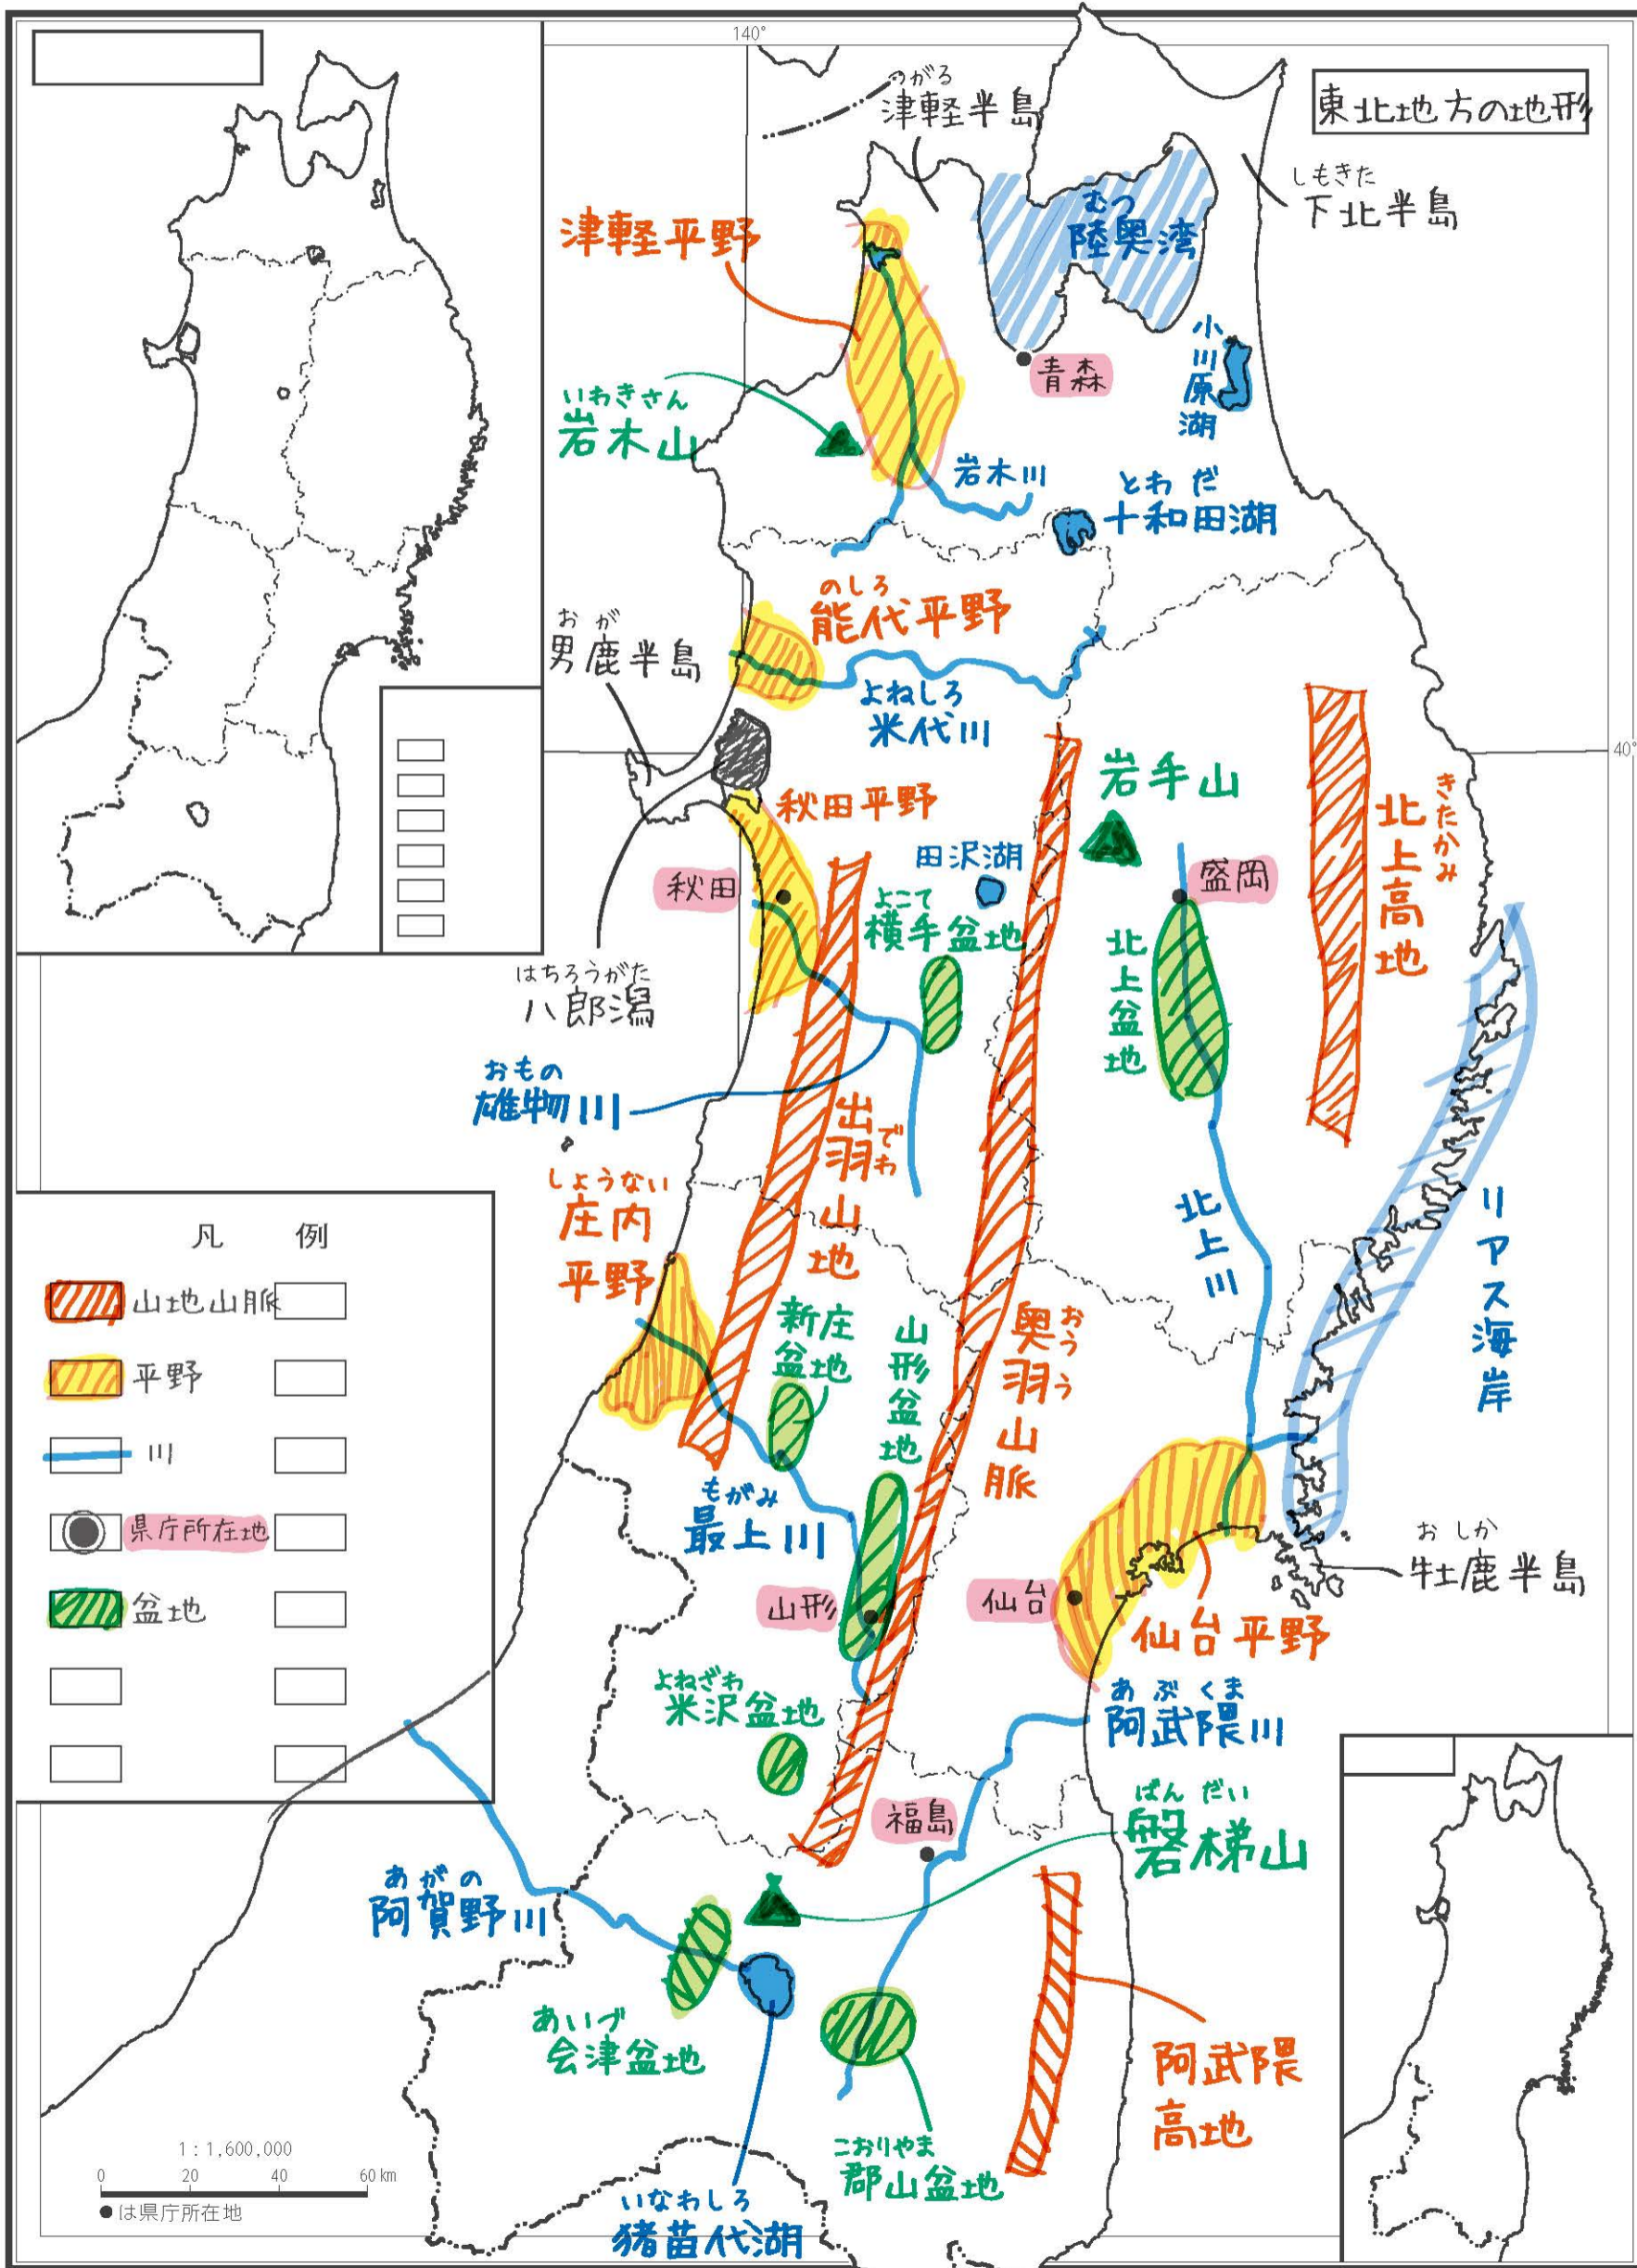 140°
東北地方の地形
つがる
津軽半島
しもきた
下北半島
むつ
陸奥湾
津軽平野
小川原湖
青森
いわきさん
岩木山
岩木川
とわだ
十和田湖
のしろ
能代平野
おが
男鹿半島
よねしろ
米代川
40°
岩手山
きたかみ
北上高地
秋田平野
田沢湖
秋田
盛岡
よこて
横手盆地
北上盆地
はちろうがた
八郎潟
おもの
雄物川
でわ
出羽山地
しょうない
庄内
平野
北上川
リアス海岸
凡例
山地山脈
平野
川
県庁所在地
盆地
新庄
盆地
山形盆地
おうう
奥羽山脈
もがみ
最上川
おしか
牡鹿半島
山形
仙台
仙台平野
よねざわ
米沢盆地
あぶくま
阿武隈川
福島
ばんだい
磐梯山
あがの
阿賀野川
あいづ
会津盆地
阿武隈
高地
こおりやま
郡山盆地
いなわしろ
猪苗代湖
1：1,600,000
0 20 40 60 km
●は県庁所在地